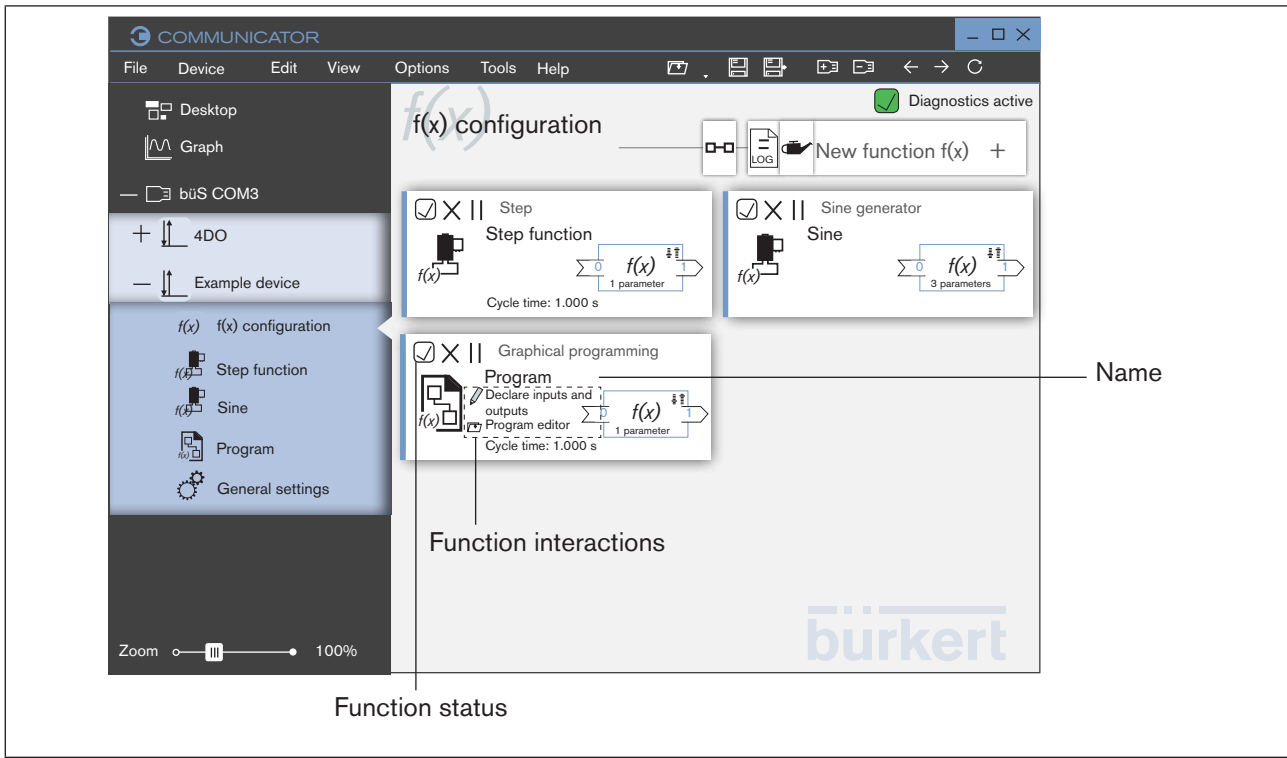 COMMUNICATOR
File Device Edit View Options Tools Help
Desktop
Graph
büS COM3
4DO
Example device
f(x) f(x) configuration
f(x) Step function
f(x) Sine
f(x) Program
General settings
Zoom 100%
f(x)
f(x) configuration
Diagnostics active
LOG
New function f(x) +
Step
Step function
f(x)
0 f(x) 1
1 parameter
Cycle time: 1.000 s
Sine generator
Sine
f(x)
0 f(x) 1
3 parameters
Graphical programming
Program
Declare inputs and
outputs
Program editor
f(x)
0 f(x) 1
1 parameter
Cycle time: 1.000 s
Name
Function interactions
bürkert
Function status